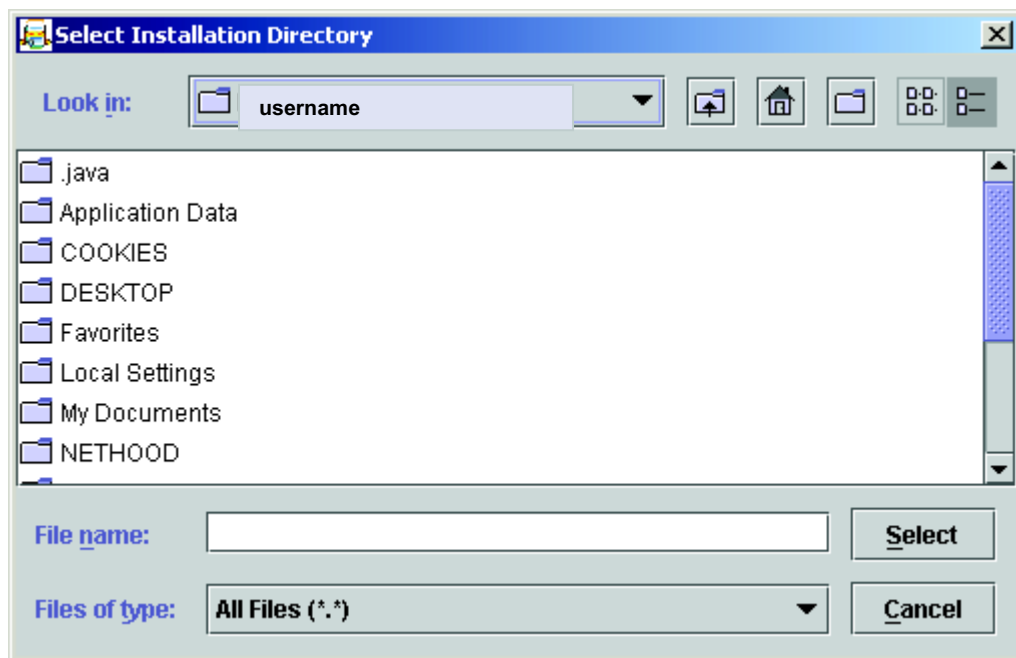 Select Installation Directory
Look in: username
.java
Application Data
COOKIES
DESKTOP
Favorites
Local Settings
My Documents
NETHOOD
File name: Select
Files of type: All Files (*.*) Cancel